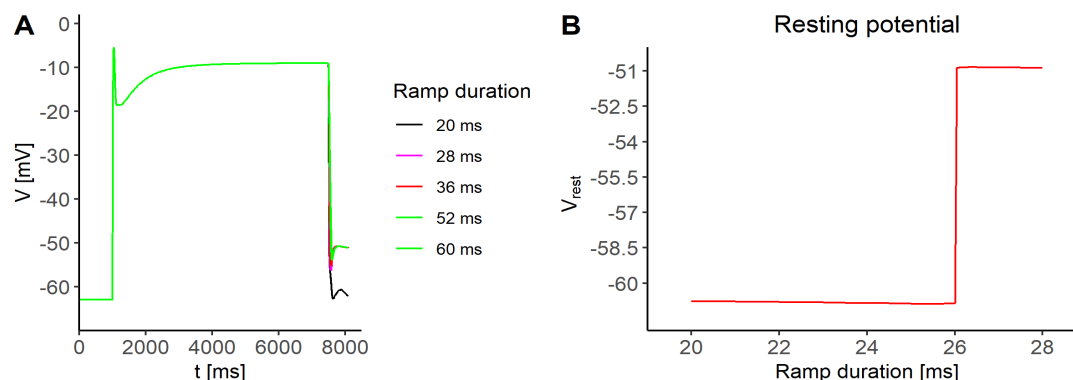 A
0
-10
-20
-30
-40
-50
-60
V [mV]
0 2000 4000 6000 8000
t [ms]
Ramp duration
20 ms
28 ms
36 ms
52 ms
60 ms
B
Resting potential
-51
-52.5
-54
-55.5
-57
-58.5
-60
Vrest
20 22 24 26 28
Ramp duration [ms]